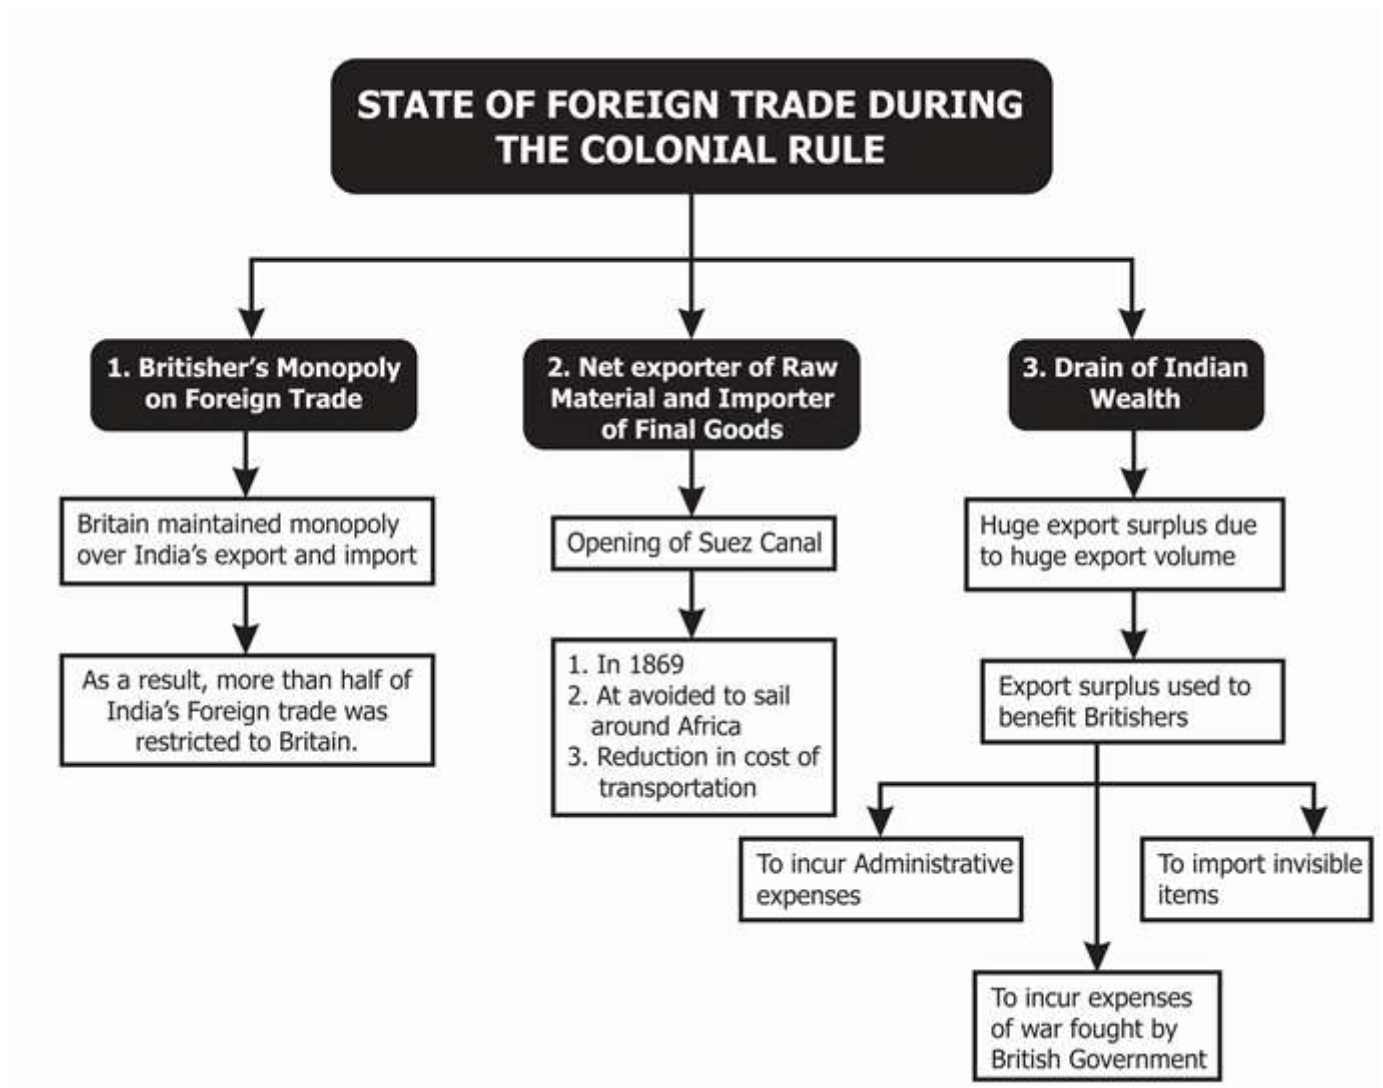 STATE OF FOREIGN TRADE DURING
THE COLONIAL RULE
1. Britisher’s Monopoly
on Foreign Trade
Britain maintained monopoly
over India’s export and import
As a result, more than half of
India’s Foreign trade was
restricted to Britain.
2. Net exporter of Raw
Material and Importer
of Final Goods
Opening of Suez Canal
1. In 1869
2. At avoided to sail
around Africa
3. Reduction in cost of
transportation
3. Drain of Indian
Wealth
Huge export surplus due
to huge export volume
Export surplus used to
benefit Britishers
To incur Administrative
expenses
To incur expenses
of war fought by
British Government
To import invisible
items